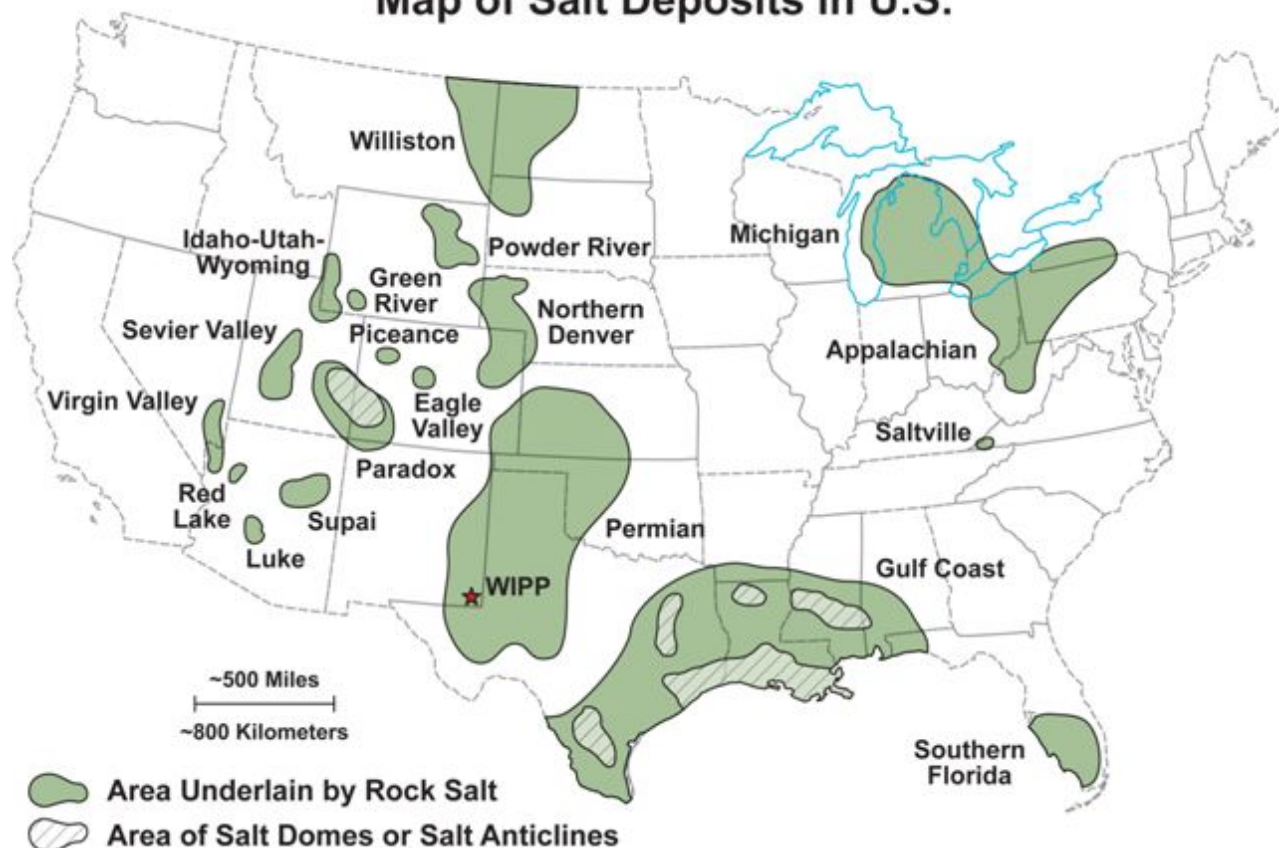 Map of Salt Deposits in U.S.
Williston
Michigan
Idaho-Utah-
Wyoming
Powder River
Green
River
Northern
Denver
Sevier Valley
Piceance
Appalachian
Virgin Valley
Eagle
Valley
Saltville
Paradox
Red
Lake
Supai
Permian
Luke
Gulf Coast
WIPP
~500 Miles
~800 Kilometers
Southern
Florida
Area Underlain by Rock Salt
Area of Salt Domes or Salt Anticlines